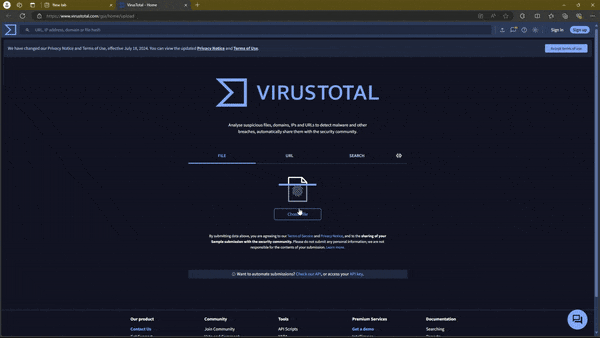 New tab
VirusTotal - Home
https://www.virustotal.com/gui/home/upload
URL, IP address, domain or file hash
Sign in
Sign up
We have changed our Privacy Notice and Terms of Use, effective July 18, 2024. You can view the updated Privacy Notice and Terms of Use.
Accept terms of use
VIRUSTOTAL
Analyse suspicious files, domains, IPs and URLs to detect malware and other
breaches, automatically share them with the security community.
FILE
URL
SEARCH
Choose file
By submitting data above, you are agreeing to our Terms of Service and Privacy Notice, and to the sharing of your
Sample submission with the security community. Please do not submit any personal information; we are not
responsible for the contents of your submission. Learn more.
Want to automate submissions? Check our API, or access your API key.
Our product
Community
Tools
Premium Services
Documentation
Contact Us
Join Community
API Scripts
Get a demo
Searching